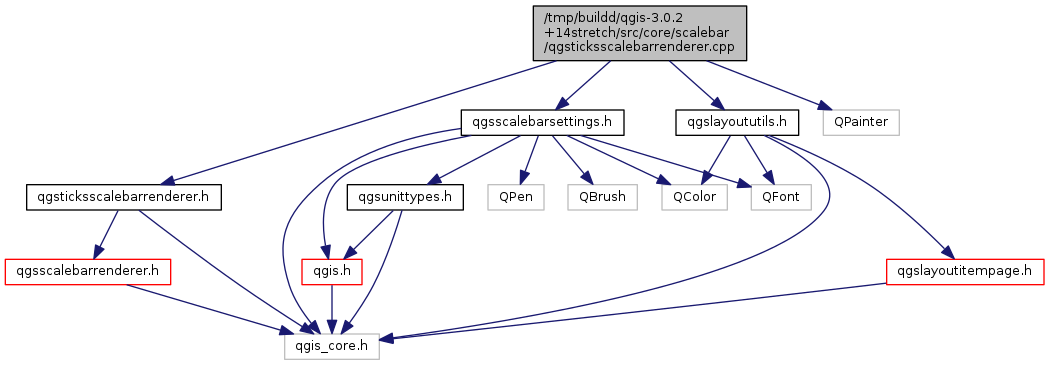 /tmp/buildd/qgis-3.0.2
+14stretch/src/core/scalebar
/qgsticksscalebarrenderer.cpp
qgsscalebarsettings.h
qgslayoututils.h
QPainter
qgsticksscalebarrenderer.h
qgsunittypes.h
QPen
QBrush
QColor
QFont
qgsscalebarrenderer.h
qgis.h
qgslayoutitempage.h
qgis_core.h